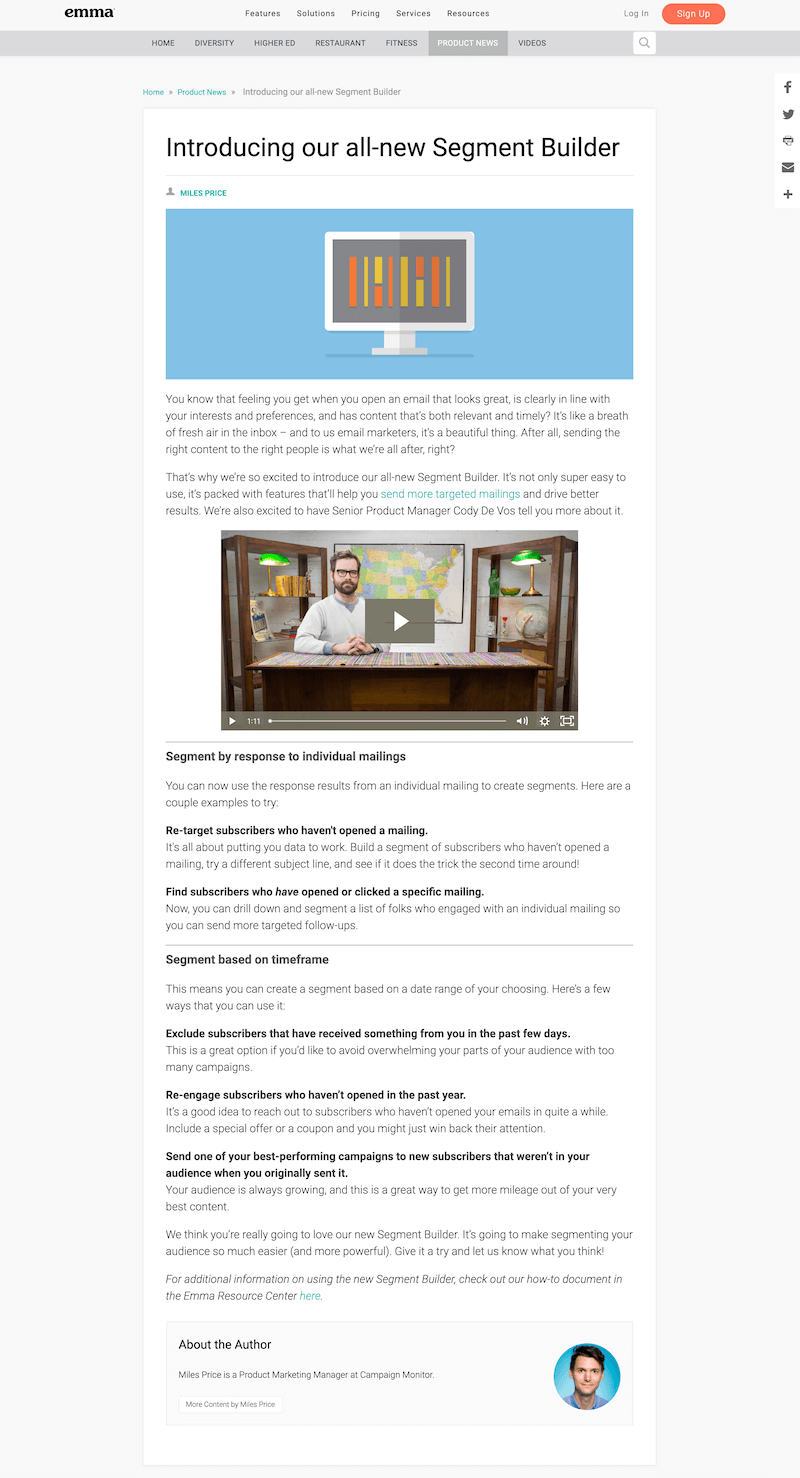 emma
Features Solutions Pricing Services Resources
Log In Sign Up
HOME DIVERSITY HIGHER ED RESTAURANT FITNESS PRODUCT NEWS VIDEOS
Home » Product News » Introducing our all-new Segment Builder
Introducing our all-new Segment Builder
MILES PRICE
You know that feeling you get when you open an email that looks great, is clearly in line with
your interests and preferences, and has content that's both relevant and timely? It's like a breath
of fresh air in the inbox – and to us email marketers, it's a beautiful thing. After all, sending the
right content to the right people is what we're all after, right?
That's why we're so excited to introduce our all-new Segment Builder. It's not only super easy to
use, it's packed with features that'll help you send more targeted mailings and drive better
results. We're also excited to have Senior Product Manager Cody De Vos tell you more about it.
1:11
Segment by response to individual mailings
You can now use the response results from an individual mailing to create segments. Here are a
couple examples to try:
Re-target subscribers who haven't opened a mailing.
It's all about putting you data to work. Build a segment of subscribers who haven't opened a
mailing, try a different subject line, and see if it does the trick the second time around!
Find subscribers who have opened or clicked a specific mailing.
Now, you can drill down and segment a list of folks who engaged with an individual mailing so
you can send more targeted follow-ups.
Segment based on timeframe
This means you can create a segment based on a date range of your choosing. Here's a few
ways that you can use it:
Exclude subscribers that have received something from you in the past few days.
This is a great option if you'd like to avoid overwhelming your parts of your audience with too
many campaigns.
Re-engage subscribers who haven't opened in the past year.
It's a good idea to reach out to subscribers who haven't opened your emails in quite a while.
Include a special offer or a coupon and you might just win back their attention.
Send one of your best-performing campaigns to new subscribers that weren't in your
audience when you originally sent it.
Your audience is always growing, and this is a great way to get more mileage out of your very
best content.
We think you're really going to love our new Segment Builder. It's going to make segmenting your
audience so much easier (and more powerful). Give it a try and let us know what you think!
For additional information on using the new Segment Builder, check out our how-to document in
the Emma Resource Center here.
About the Author
Miles Price is a Product Marketing Manager at Campaign Monitor.
More Content by Miles Price